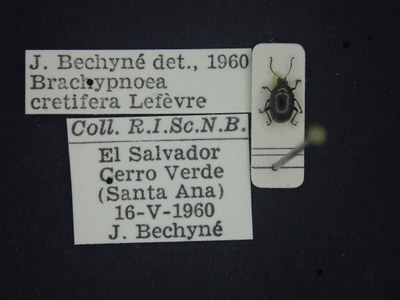 J. Bechyné det., 1960
Brachypnoea
cretifera Lefèvre
Coll. R.I.Sc.N.B.
El Salvador
Cerro Verde
(Santa Ana)
16-V-1960
J. Bechyné